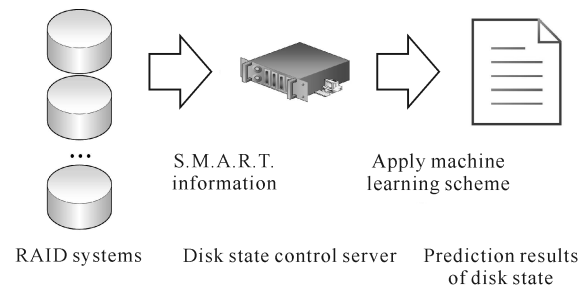 ...
S.M.A.R.T.
information
Apply machine
learning scheme
RAID systems
Disk state control server
Prediction results
of disk state